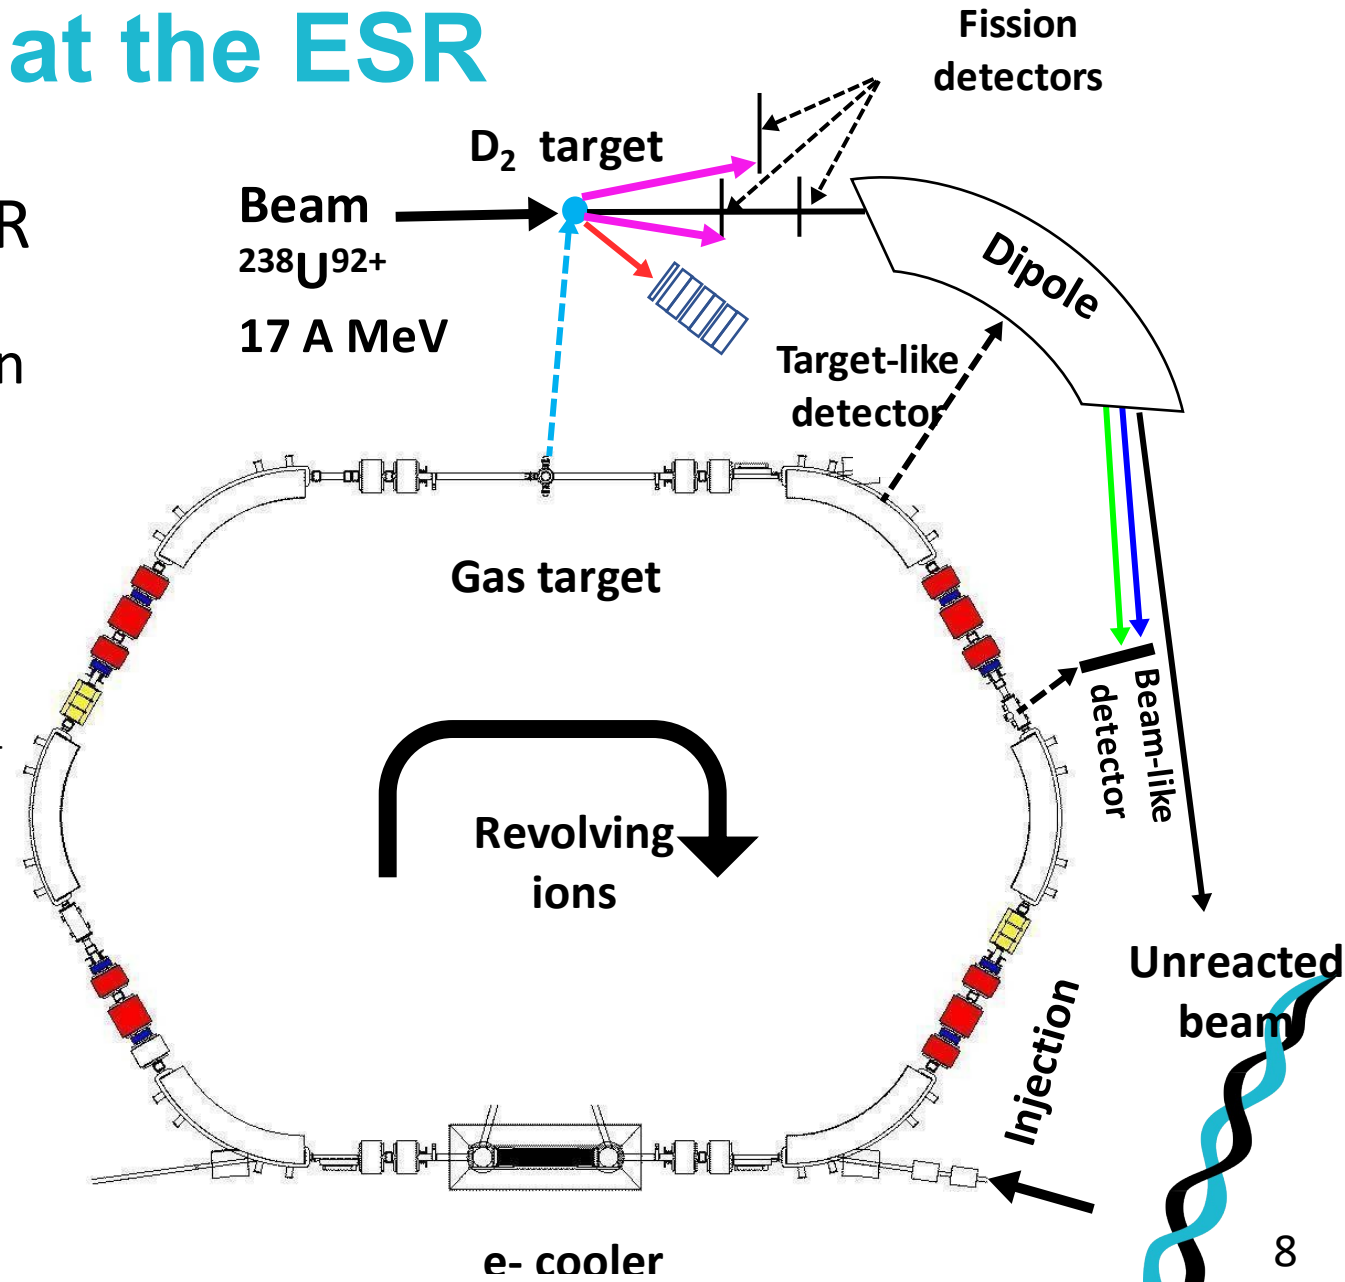 at the ESR
Fission
detectors
D₂ target
R
Beam
²³⁸U⁹²⁺
17 A MeV
n
Dipole
Target-like
detector
Gas target
Beam-like
detector
Revolving
ions
Unreacted
beam
Injection
e- cooler
8